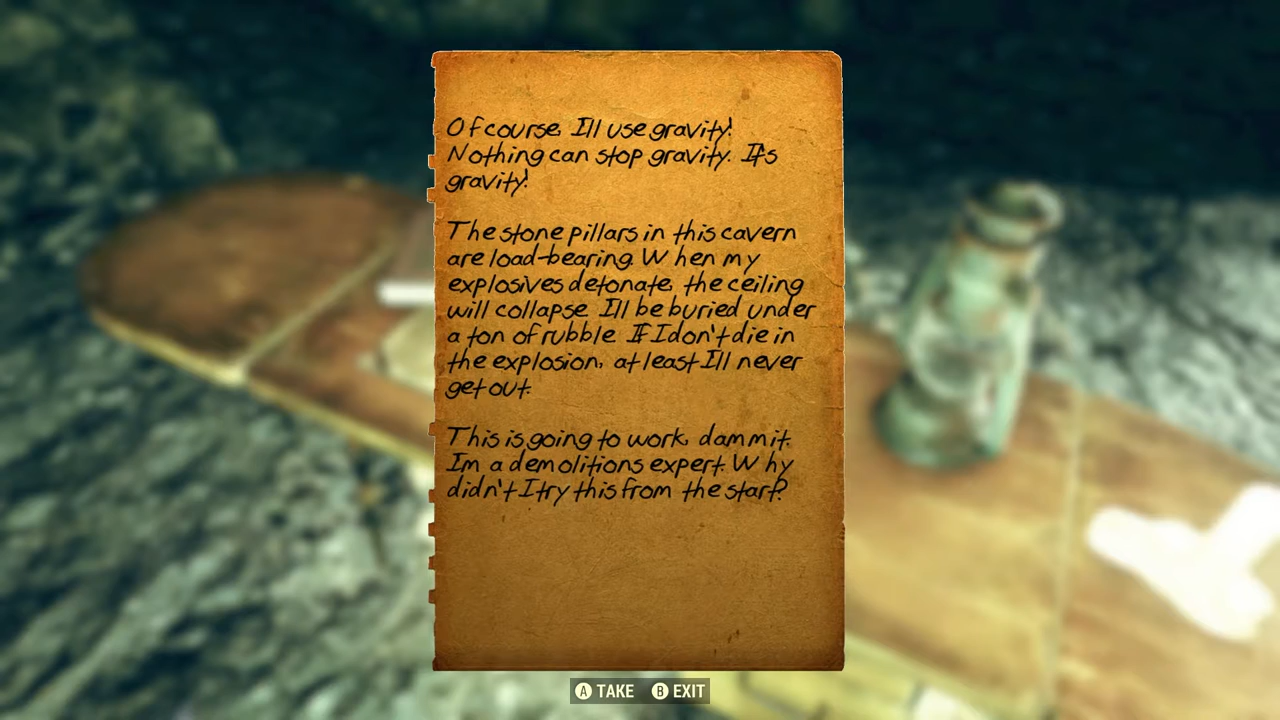 Of course. I'll use gravity!
Nothing can stop gravity. It's
gravity!
The stone pillars in this cavern
are load-bearing. When my
explosives detonate, the ceiling
will collapse. I'll be buried under
a ton of rubble. If I don't die in
the explosion, at least I'll never
get out.
This is going to work, dammit.
I'm a demolitions expert. Why
didn't I try this from the start?
A TAKE B EXIT